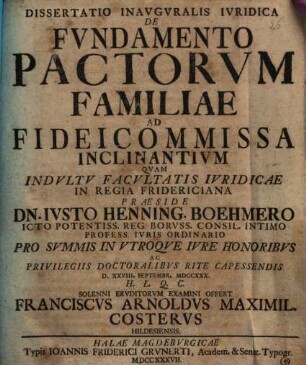 DISSERTATIO INAVGVRALIS IVRIDICA
DE
FVNDAMENTO
PACTORVM
FAMILIAE
AD
FIDEICOMMISSA
INCLINANTIVM
QVAM
INDVLTV FACVLTATIS IVRIDICAE
IN REGIA FRIDERICIANA
PRAESIDE
DN. IVSTO HENNING. BOEHMERO
ICTO POTENTISS. REG. BORVSS. CONSIL. INTIMO
PROFESS. IVRIS ORDINARIO
PRO SVMMIS IN VTROQVE IVRE HONORIBVS
AC
PRIVILEGIIS DOCTORALIBVS RITE CAPESSENDIS
D. XXVIII. SEPTEMBR. MDCCXXX.
H. L. Q. C.
SOLENNI ERVDITORVM EXAMINI OFFERT
FRANCISCVS ARNOLDVS MAXIMIL.
COSTERVS
HILDESIENSIS.
HALAE MAGDEBVRGICAE
Typis IOANNIS FRIDERICI GRVNERTI, Academ. & Senat. Typogr.
MDCCXXXVII.